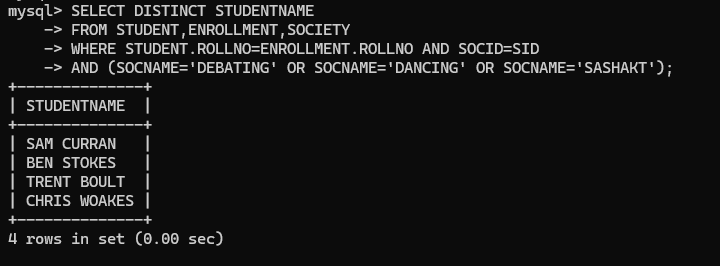 mysql> SELECT DISTINCT STUDENTNAME
    -> FROM STUDENT,ENROLLMENT,SOCIETY
    -> WHERE STUDENT.ROLLNO=ENROLLMENT.ROLLNO AND SOCID=SID
    -> AND (SOCNAME='DEBATING' OR SOCNAME='DANCING' OR SOCNAME='SASHAKT');
+--------------+
| STUDENTNAME  |
+--------------+
| SAM CURRAN   |
| BEN STOKES   |
| TRENT BOULT  |
| CHRIS WOAKES |
+--------------+
4 rows in set (0.00 sec)